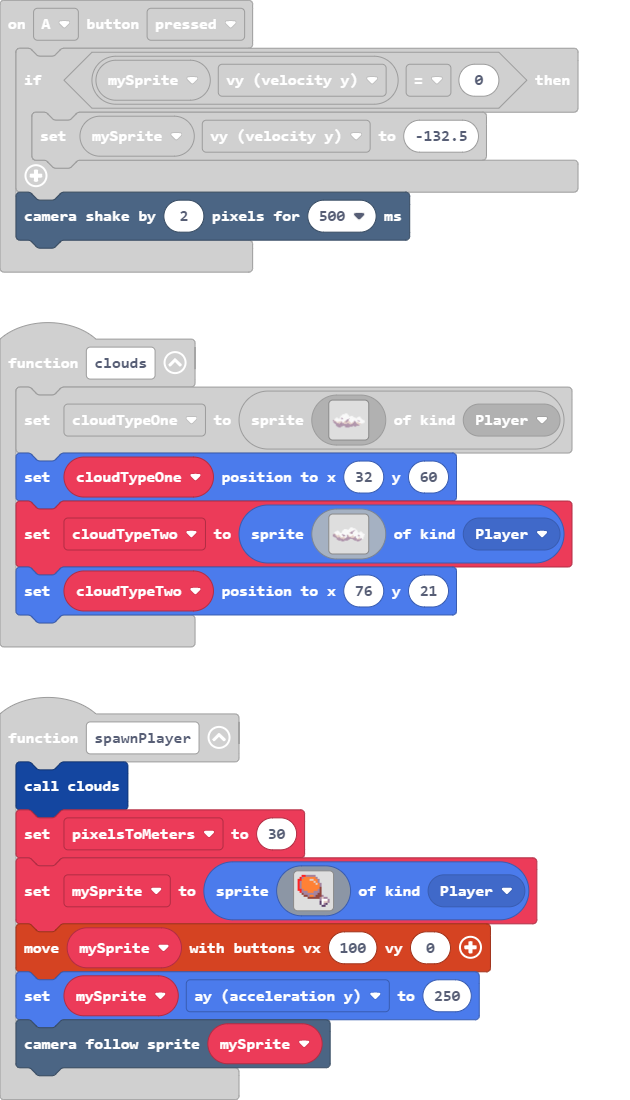 on A button pressed
if mySprite vy (velocity y) = 0 then
set mySprite vy (velocity y) to -132.5
camera shake by 2 pixels for 500 ms
function clouds
set cloudTypeOne to sprite of kind Player
set cloudTypeOne position to x 32 y 60
set cloudTypeTwo to sprite of kind Player
set cloudTypeTwo position to x 76 y 21
function spawnPlayer
call clouds
set pixelsToMeters to 30
set mySprite to sprite of kind Player
move mySprite with buttons vx 100 vy 0
set mySprite ay (acceleration y) to 250
camera follow sprite mySprite